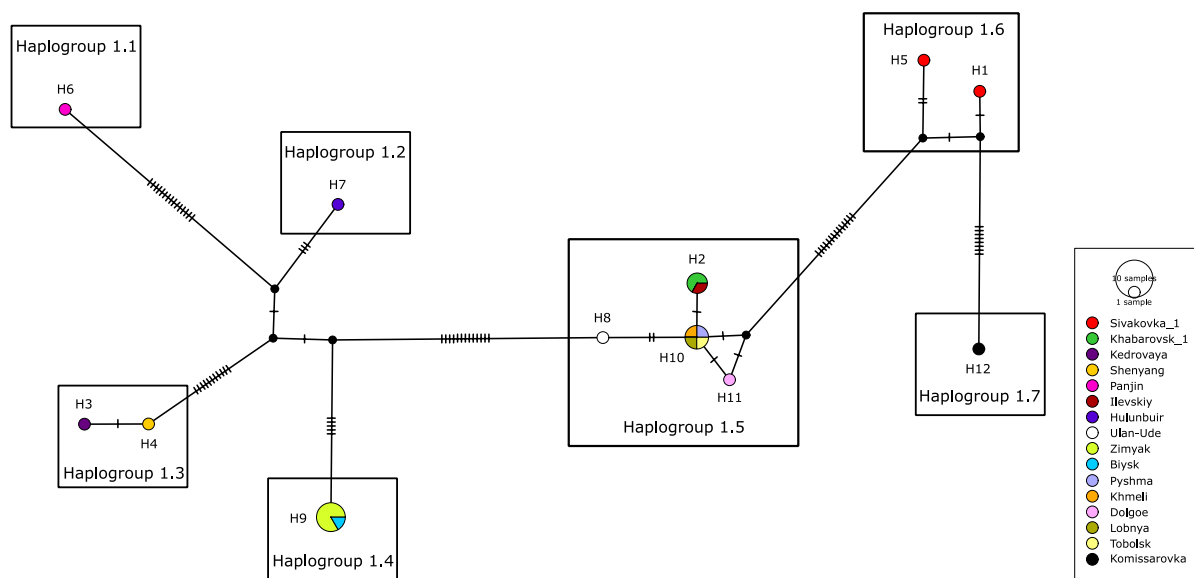 Haplogroup 1.1
H6
Haplogroup 1.2
H7
Haplogroup 1.6
H5
H1
H2
H8
H10
H11
Haplogroup 1.5
H12
Haplogroup 1.7
H3
H4
Haplogroup 1.3
H9
Haplogroup 1.4
10 samples
1 sample
Sivakovka_1
Khabarovsk_1
Kedrovaya
Shenyang
Panjin
Ilevskiy
Hulunbuir
Ulan-Ude
Zimyak
Biysk
Pyshma
Khmeli
Dolgoe
Lobnya
Tobolsk
Komissarovka